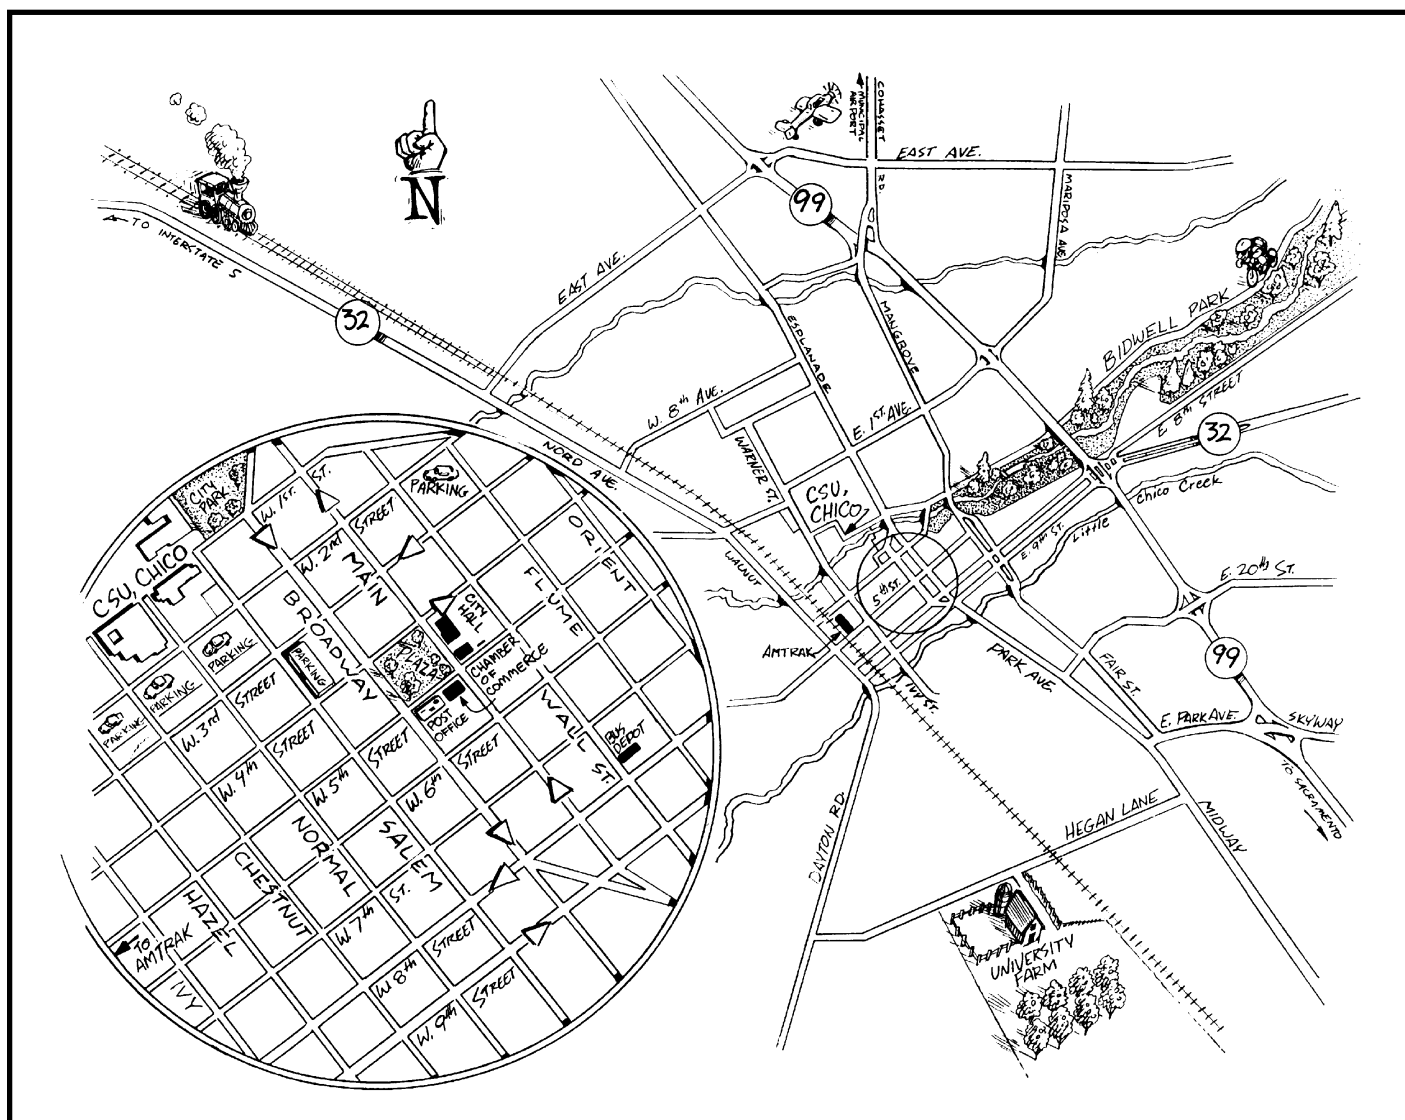 N
TO INTERSTATE 5
32
99
MUNICIPAL
AIRPORT
COHASSET
RD
EAST AVE.
MARIPOSA AVE
EAST AVE.
ESPLANADE
MANGROVE
BIDWELL PARK
W. 8th AVE.
E. 1ST. AVE.
E 8TH STREET
32
WARNER ST.
NORD AVE.
CSU,
CHICO
Little Chico Creek
E. 9th ST.
WALNUT
5th ST.
E. 20th ST.
AMTRAK
IVY ST.
PARK AVE.
FAIR ST.
99
E. PARK AVE.
SKYWAY
TO SACRAMENTO
DAYTON RD.
HEGAN LANE
MIDWAY
UNIVERSITY
FARM
CITY
PARK
W. 1ST. ST.
PARKING
CSU, CHICO
W. 2nd STREET
MAIN
ORIENT
FLUME
CITY
HALL
BROADWAY
PARKING
PARKING
PARKING
PARKING
PLAZA
CHAMBER
OF
COMMERCE
POST
OFFICE
WALL ST.
BUS
DEPOT
W. 3rd STREET
W. 4th STREET
W. 5th STREET
W. 6th STREET
NORMAL
SALEM
CHESTNUT
HAZEL
IVY
TO
AMTRAK
W. 7th ST.
W. 8th STREET
W. 9th STREET